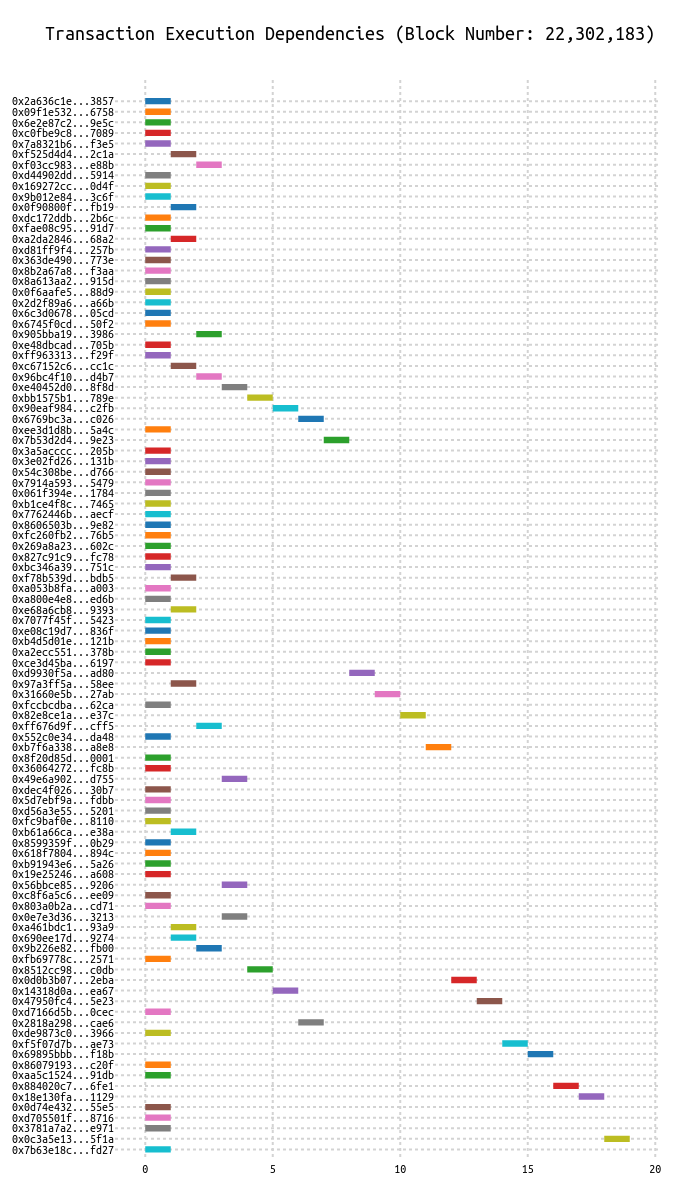 Transaction Execution Dependencies (Block Number: 22,302,183)
0x2a636c1e...3857
0x09f1e532...6758
0x6e2e87c2...9e5c
0xc0fbe9c8...7089
0x7a8321b6...f3e5
0xf525d4d4...2c1a
0xf03cc983...e88b
0xd44902dd...5914
0x169272cc...0d4f
0x9b012e84...3c6f
0x0f90800f...fb19
0xdc172ddb...2b6c
0xfae08c95...91d7
0xa2da2846...68a2
0xd81ff9f4...257b
0x363de490...773e
0x8b2a67a8...f3aa
0x8a613aa2...915d
0x0f6aafe5...88d9
0x2d2f89a6...a66b
0x6c3d0678...05cd
0x6745f0cd...50f2
0x905bba19...3986
0xe48dbcad...705b
0xff963313...f29f
0xc67152c6...cc1c
0x96bc4f10...d4b7
0xe40452d0...8f8d
0xbb1575b1...789e
0x90eaf984...c2fb
0x6769bc3a...c026
0xee3d1d8b...5a4c
0x7b53d2d4...9e23
0x3a5acccc...205b
0x3e02fd26...131b
0x54c308be...d766
0x7914a593...5479
0x061f394e...1784
0xb1ce4f8c...7465
0x7762446b...aecf
0x8606503b...9e82
0xfc260fb2...76b5
0x269a8a23...602c
0x827c91c9...fc78
0xbc346a39...751c
0xf78b539d...bdb5
0xa053b8fa...a003
0xa800e4e8...ed6b
0xe68a6cb8...9393
0x7077f45f...5423
0xe08c19d7...836f
0xb4d5d01e...121b
0xa2ecc551...378b
0xce3d45ba...6197
0xd9930f5a...ad80
0x97a3ff5a...58ee
0x31660e5b...27ab
0xfccbcdba...62ca
0x82e8ce1a...e37c
0xff676d9f...cff5
0x552c0e34...da48
0xb7f6a338...a8e8
0x8f20d85d...0001
0x36064272...fc8b
0x49e6a902...d755
0xdec4f026...30b7
0x5d7ebf9a...fdbb
0xd56a3e55...5201
0xfc9baf0e...8110
0xb61a66ca...e38a
0x8599359f...0b29
0x618f7804...894c
0xb91943e6...5a26
0x19e25246...a608
0x56bbce85...9206
0xc8f6a5c6...ee09
0x803a0b2a...cd71
0x0e7e3d36...3213
0xa461bdc1...93a9
0x690ee17d...9274
0x9b226e82...fb00
0xfb69778c...2571
0x8512cc98...c0db
0x0d0b3b07...2eba
0x14318d0a...ea67
0x47950fc4...5e23
0xd7166d5b...0cec
0x2818a298...cae6
0xde9873c0...3966
0xf5f07d7b...ae73
0x69895bbb...f18b
0x86079193...c20f
0xaa5c1524...91db
0x884020c7...6fe1
0x18e130fa...1129
0x0d74e432...55e5
0xd705501f...8716
0x3781a7a2...e971
0x0c3a5e13...5f1a
0x7b63e18c...fd27
0 5 10 15 20